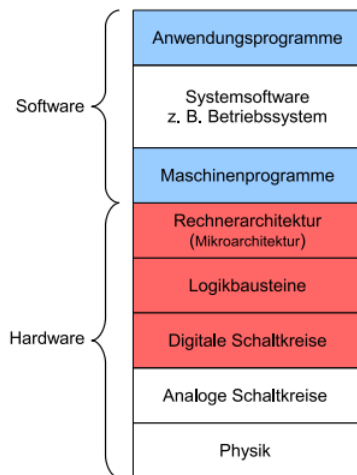 Anwendungsprogramme
Software
Systemsoftware
z. B. Betriebssystem
Maschinenprogramme
Rechnerarchitektur
(Mikroarchitektur)
Logikbausteine
Hardware
Digitale Schaltkreise
Analoge Schaltkreise
Physik